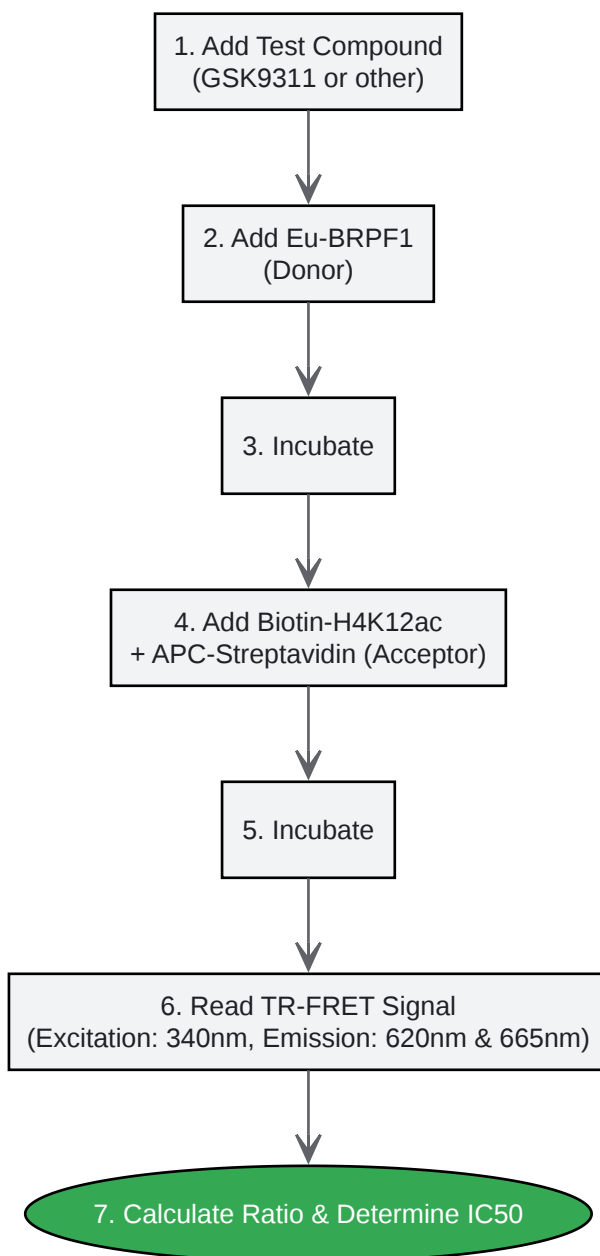 1. Add Test Compound
(GSK9311 or other)
2. Add Eu-BRPF1
(Donor)
3. Incubate
4. Add Biotin-H4K12ac
+ APC-Streptavidin (Acceptor)
5. Incubate
6. Read TR-FRET Signal
(Excitation: 340nm, Emission: 620nm & 665nm)
7. Calculate Ratio & Determine IC50